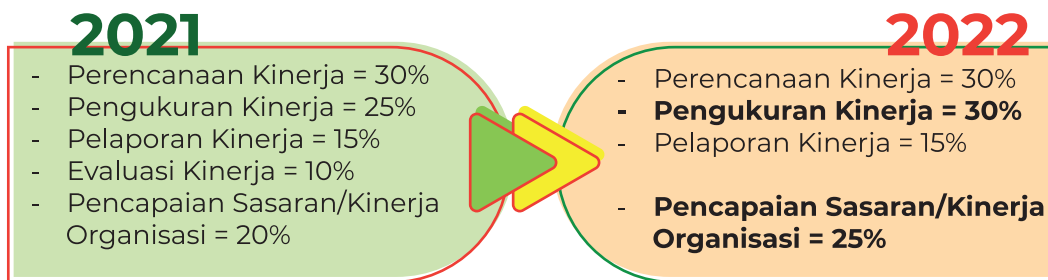 2021
- Perencanaan Kinerja = 30%
- Pengukuran Kinerja = 25%
- Pelaporan Kinerja = 15%
- Evaluasi Kinerja = 10%
- Pencapaian Sasaran/Kinerja
Organisasi = 20%
2022
- Perencanaan Kinerja = 30%
- Pengukuran Kinerja = 30%
- Pelaporan Kinerja = 15%
- Pencapaian Sasaran/Kinerja
Organisasi = 25%